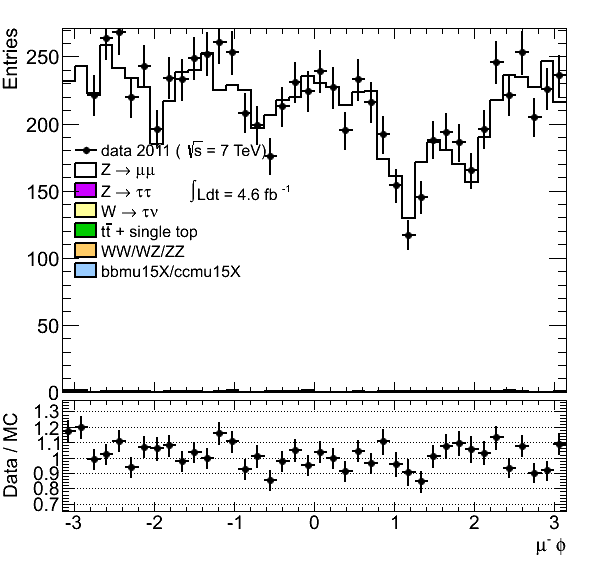 Entries
250
200
150
100
50
0
data 2011 ( √s = 7 TeV)
Z → μμ
∫Ldt = 4.6 fb⁻¹
Z → ττ
W → τν
tt̄ + single top
WW/WZ/ZZ
bbmu15X/ccmu15X
Data / MC
1.3
1.2
1.1
1
0.9
0.8
0.7
-3 -2 -1 0 1 2 3
μ⁻ ϕ